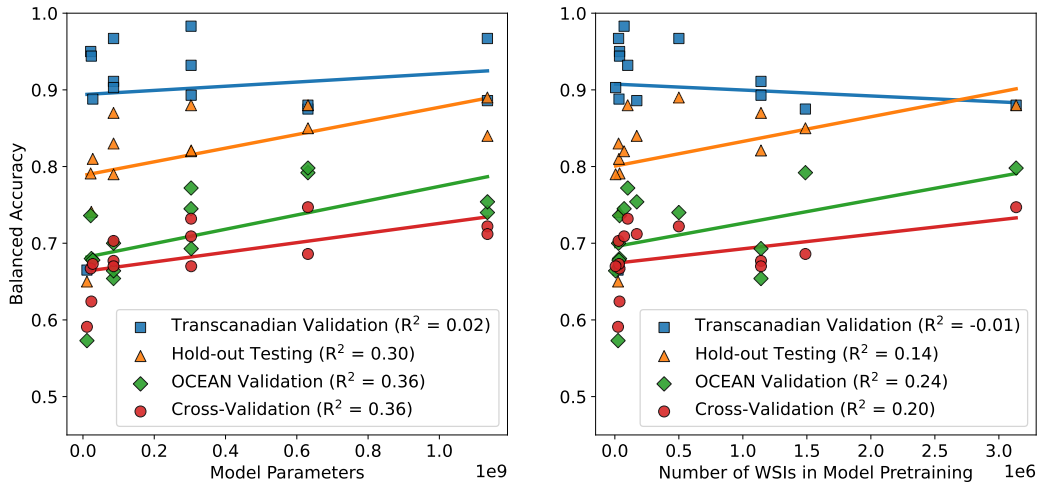 1.0
0.9
0.8
0.7
0.6
0.5
Balanced Accuracy
0.0 0.2 0.4 0.6 0.8 1.0
1e9
Model Parameters
Transcanadian Validation (R² = 0.02)
Hold-out Testing (R² = 0.30)
OCEAN Validation (R² = 0.36)
Cross-Validation (R² = 0.36)
1.0
0.9
0.8
0.7
0.6
0.5
0.0 0.5 1.0 1.5 2.0 2.5 3.0
1e6
Number of WSIs in Model Pretraining
Transcanadian Validation (R² = -0.01)
Hold-out Testing (R² = 0.14)
OCEAN Validation (R² = 0.24)
Cross-Validation (R² = 0.20)